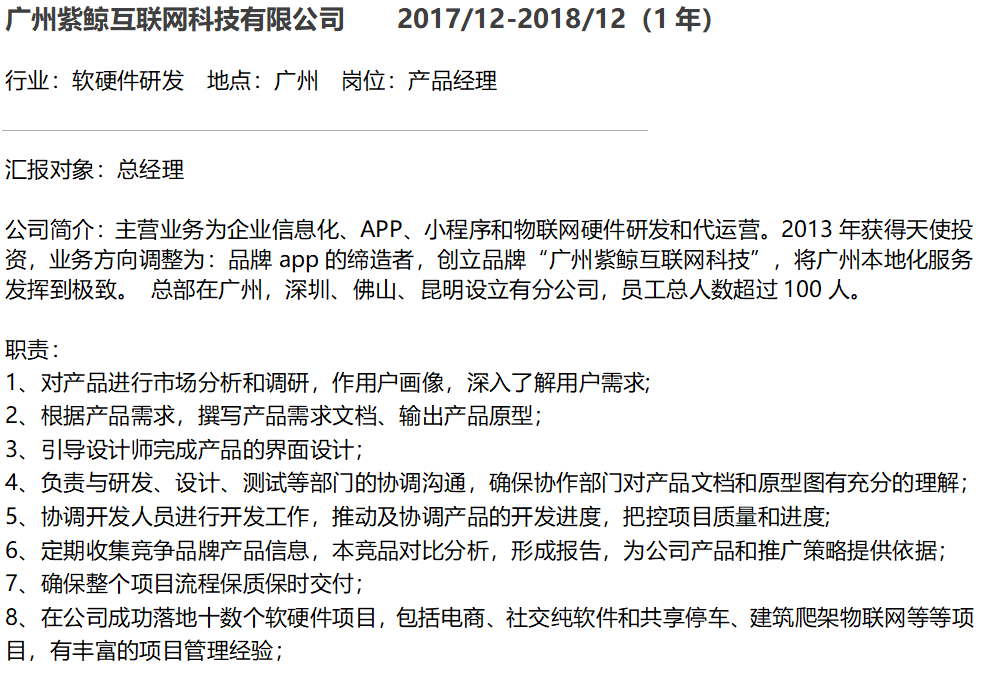 广州紫鲸互联网科技有限公司 2017/12-2018/12（1 年）
行业：软硬件研发 地点：广州 岗位：产品经理
汇报对象：总经理
公司简介：主营业务为企业信息化、APP、小程序和物联网硬件研发和代运营。2013 年获得天使投
资，业务方向调整为：品牌 app 的缔造者，创立品牌“广州紫鲸互联网科技”，将广州本地化服务
发挥到极致。 总部在广州，深圳、佛山、昆明设立有分公司，员工总人数超过 100 人。
职责：
1、对产品进行市场分析和调研，作用户画像，深入了解用户需求;
2、根据产品需求，撰写产品需求文档、输出产品原型；
3、引导设计师完成产品的界面设计；
4、负责与研发、设计、测试等部门的协调沟通，确保协作部门对产品文档和原型图有充分的理解；
5、协调开发人员进行开发工作，推动及协调产品的开发进度，把控项目质量和进度;
6、定期收集竞争品牌产品信息，本竞品对比分析，形成报告，为公司产品和推广策略提供依据；
7、确保整个项目流程保质保时交付；
8、在公司成功落地十数个软硬件项目，包括电商、社交纯软件和共享停车、建筑爬架物联网等等项
目，有丰富的项目管理经验；